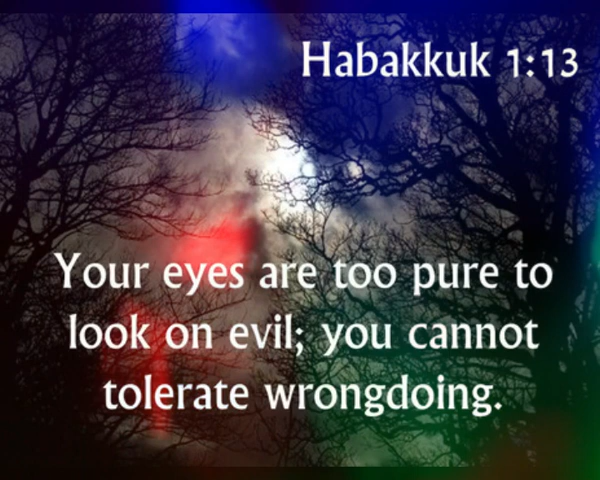 Habakkuk 1:13
Your eyes are too pure to
look on evil; you cannot
tolerate wrongdoing.